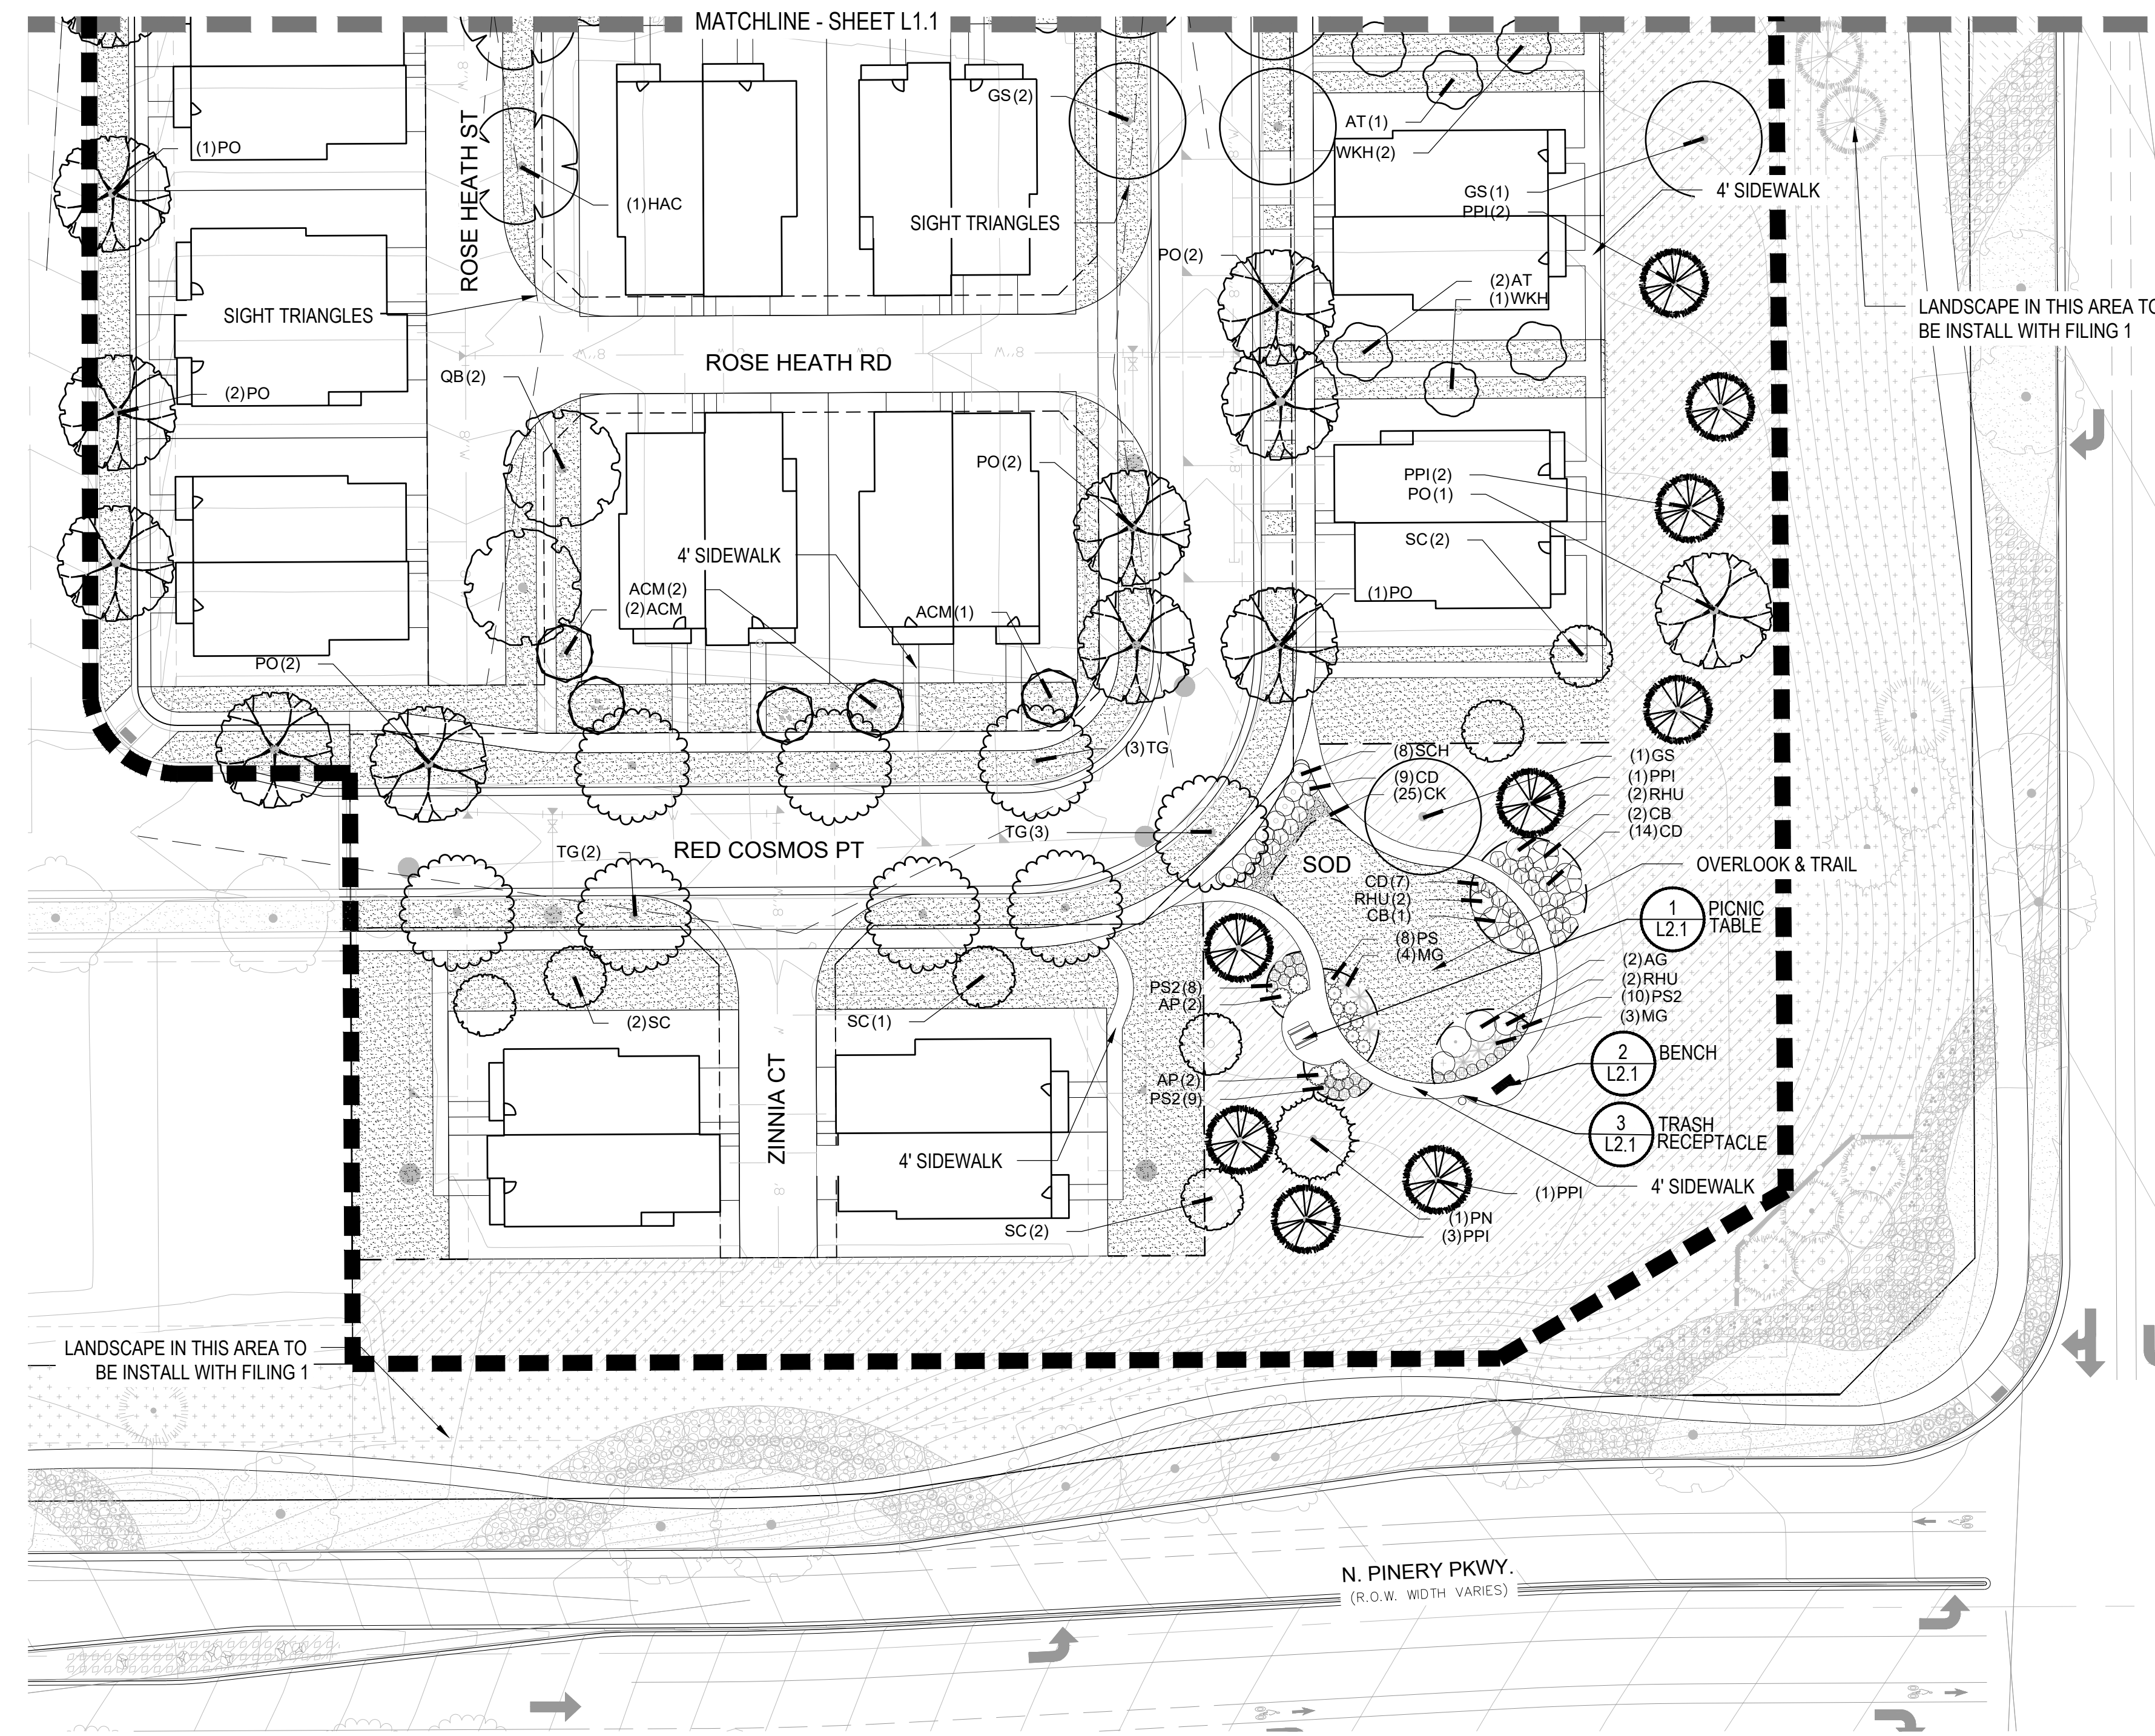 MATCHLINE - SHEET L1.1
8"W
GS(2)
AT(1)
WKH(2)
(1)PO
ROSE HEATH ST
(1)HAC
GS(1)
PPI(2)
4' SIDEWALK
SIGHT TRIANGLES
PO(2)
(2)AT
(1)WKH
LANDSCAPE IN THIS AREA TO
BE INSTALL WITH FILING 1
SIGHT TRIANGLES
ROSE HEATH RD
8"W
8"W
QB(2)
(2)PO
8"W
PO(2)
PPI(2)
PO(1)
SC(2)
4' SIDEWALK
ACM(2)
(2)ACM
ACM(1)
(1)PO
PO(2)
(3)TG
(8)SCH
(9)CD
(25)CK
(1)GS
(1)PPI
(2)RHU
(2)CB
(14)CD
TG(3)
TG(2)
RED COSMOS PT
SOD
OVERLOOK & TRAIL
CD(7)
RHU(2)
CB(1)
1
L2.1
PICNIC
TABLE
(8)PS
(4)MG
(2)AG
(2)RHU
(10)PS2
(3)MG
PS2(8)
AP(2)
(2)SC
SC(1)
2
L2.1
BENCH
AP(2)
PS2(9)
ZINNIA CT
3
L2.1
TRASH
RECEPTACLE
4' SIDEWALK
4' SIDEWALK
(1)PPI
(1)PN
(3)PPI
SC(2)
LANDSCAPE IN THIS AREA TO
BE INSTALL WITH FILING 1
N. PINERY PKWY.
(R.O.W. WIDTH VARIES)